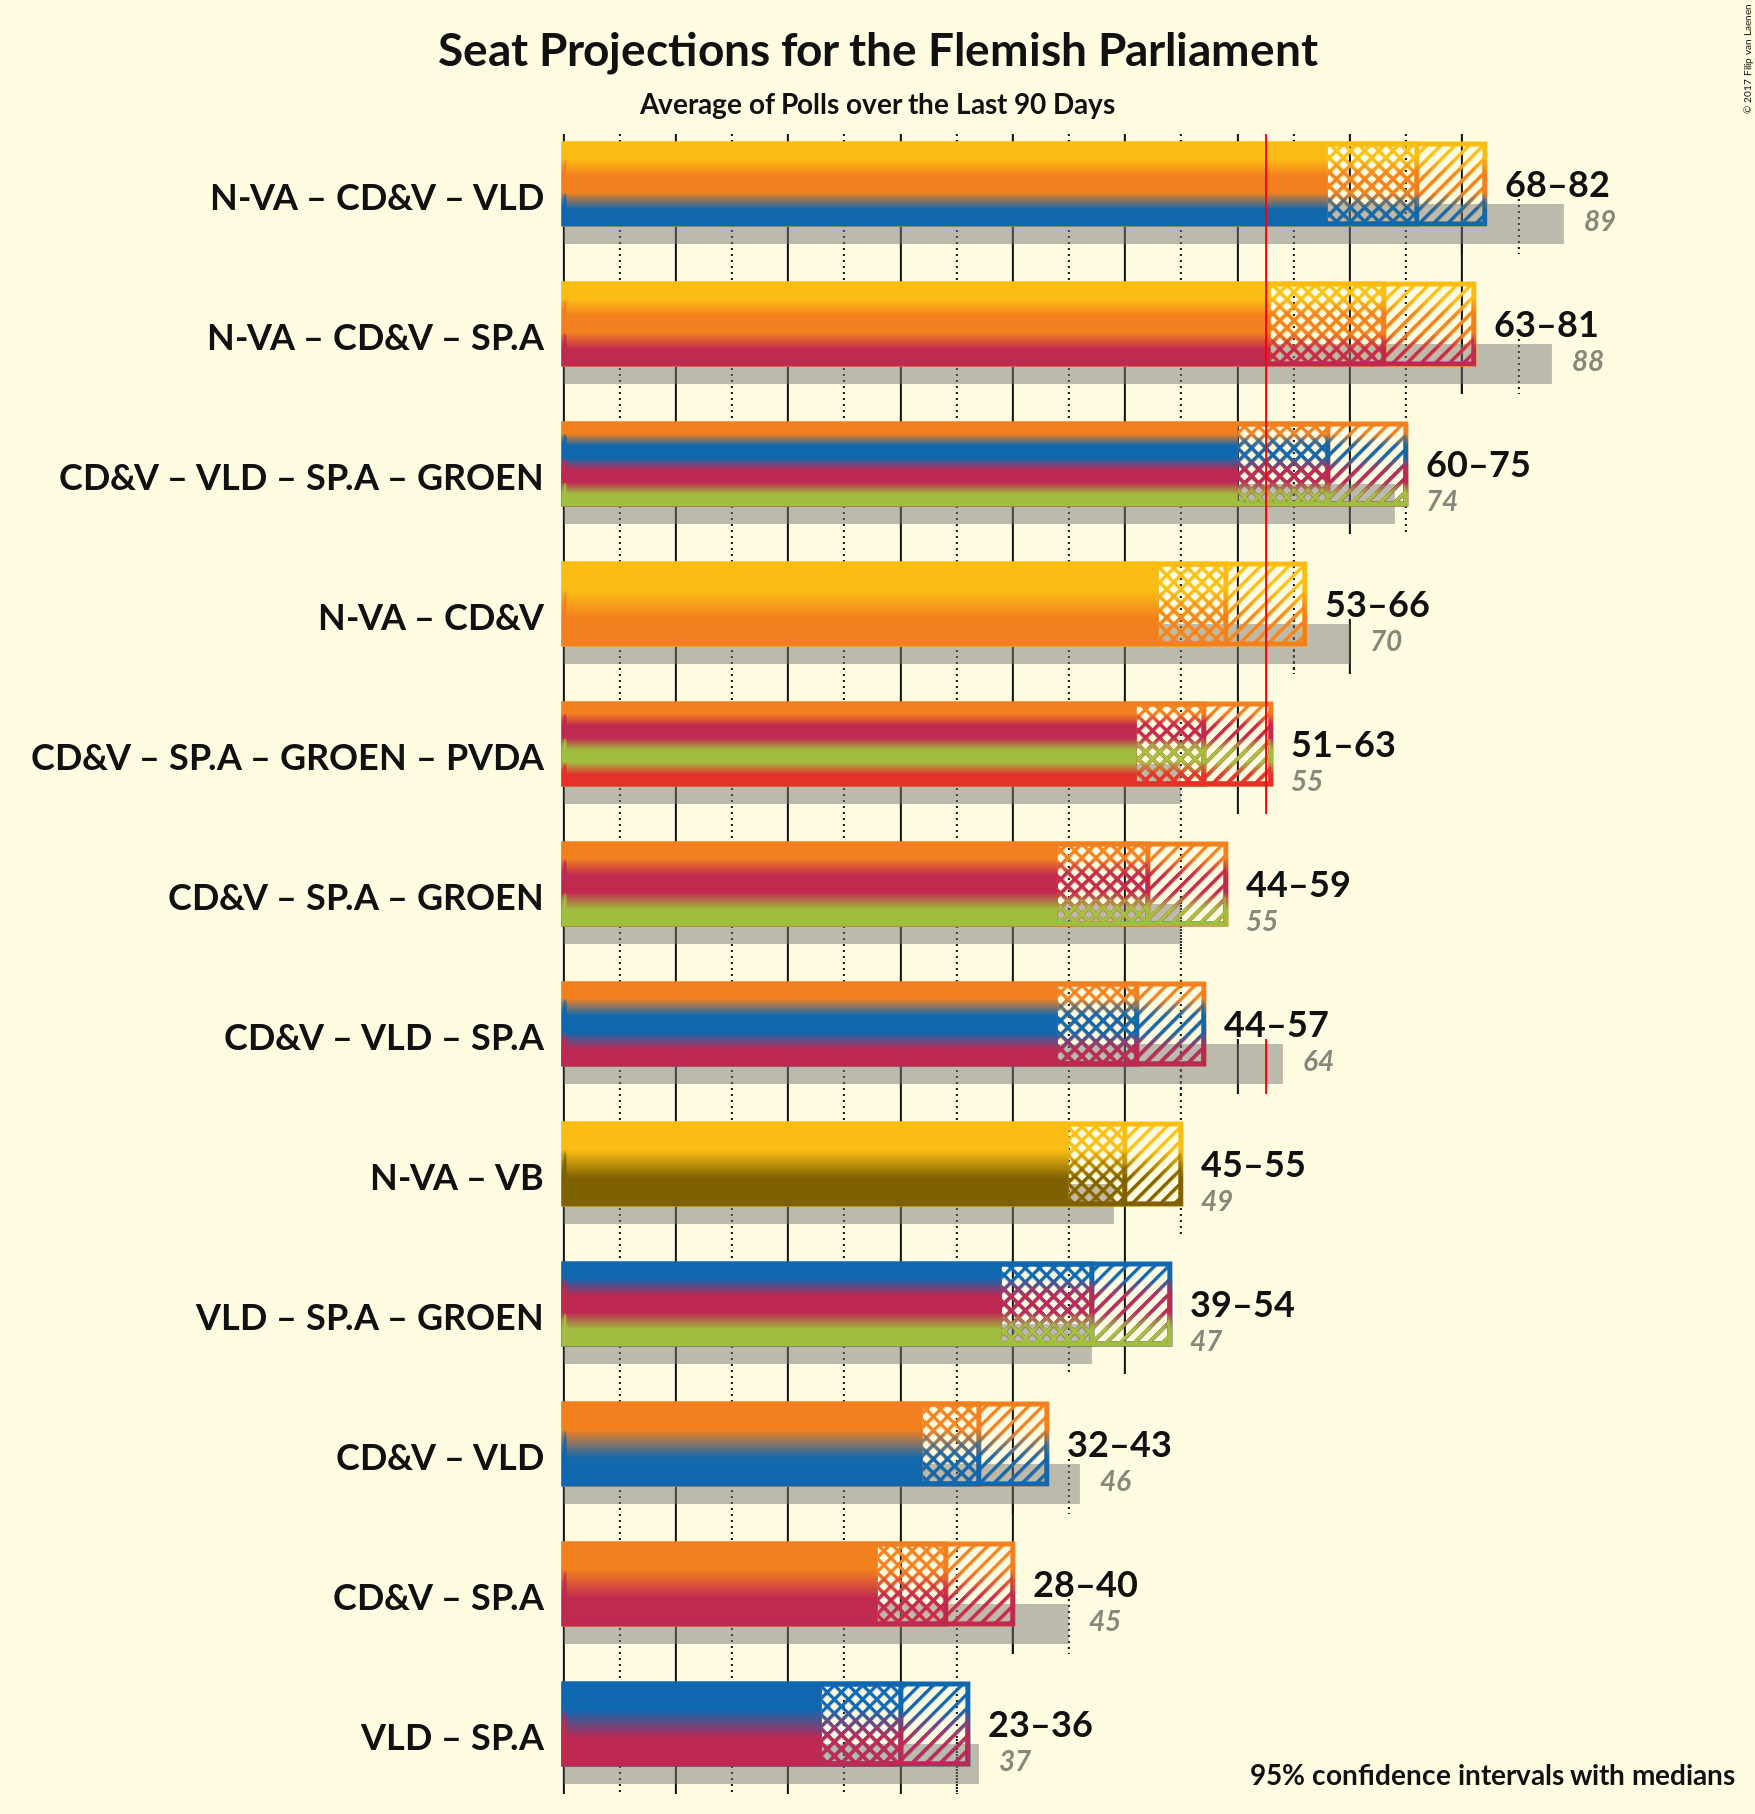 Seat Projections for the Flemish Parliament
Average of Polls over the Last 90 Days
© 2017 Filip van Laenen
N-VA – CD&V – VLD
68–82
89
N-VA – CD&V – SP.A
63–81
88
CD&V – VLD – SP.A – GROEN
60–75
74
N-VA – CD&V
53–66
70
CD&V – SP.A – GROEN – PVDA
51–63
55
CD&V – SP.A – GROEN
44–59
55
CD&V – VLD – SP.A
44–57
64
N-VA – VB
45–55
49
VLD – SP.A – GROEN
39–54
47
CD&V – VLD
32–43
46
CD&V – SP.A
28–40
45
VLD – SP.A
23–36
37
95% confidence intervals with medians